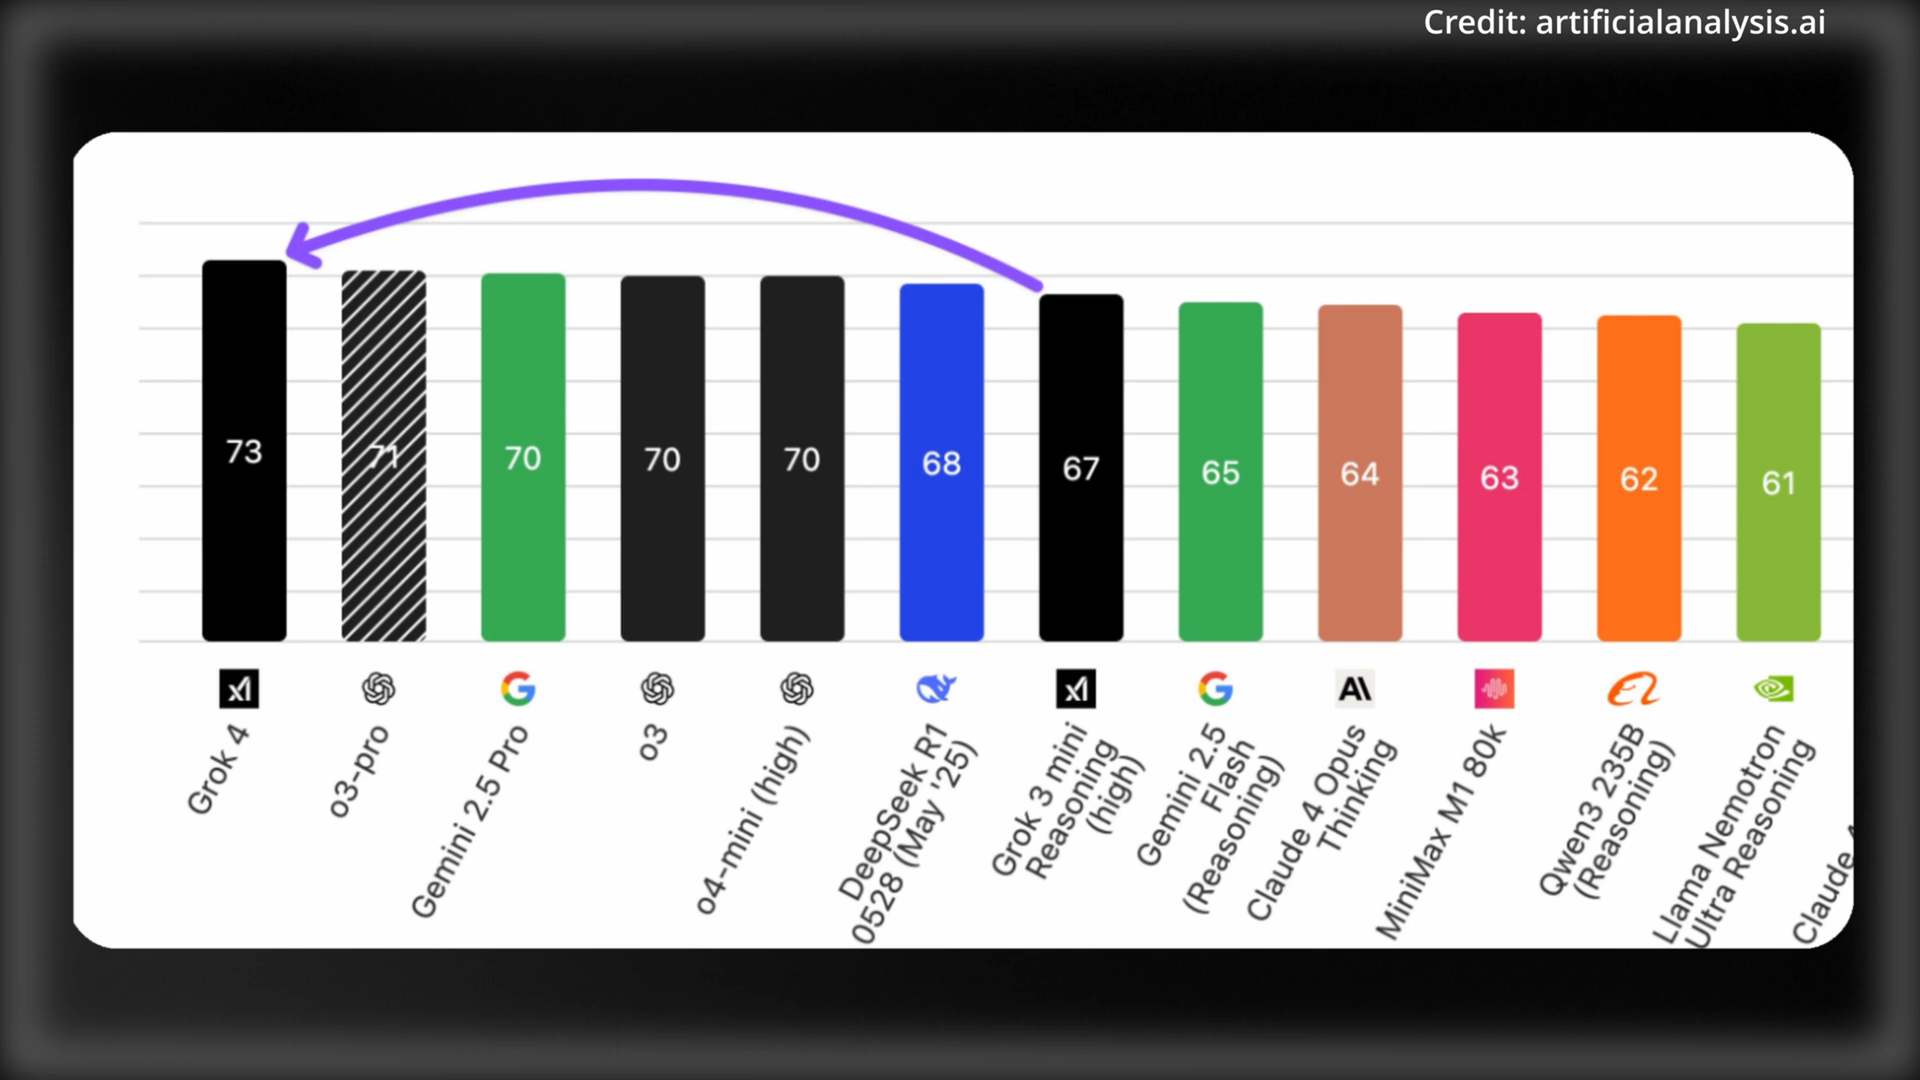 Credit: artificialanalysis.ai
73
71
70
70
70
68
67
65
64
63
62
61
Grok 4
o3-pro
Gemini 2.5 Pro
o3
o4-mini (high)
DeepSeek R1
0528 (May '25)
Grok 3 mini
Reasoning
(high)
Gemini 2.5
Flash
(Reasoning)
Claude 4 Opus
Thinking
MiniMax M1 80k
Qwen3 235B
(Reasoning)
Llama Nemotron
Ultra Reasoning
Claude